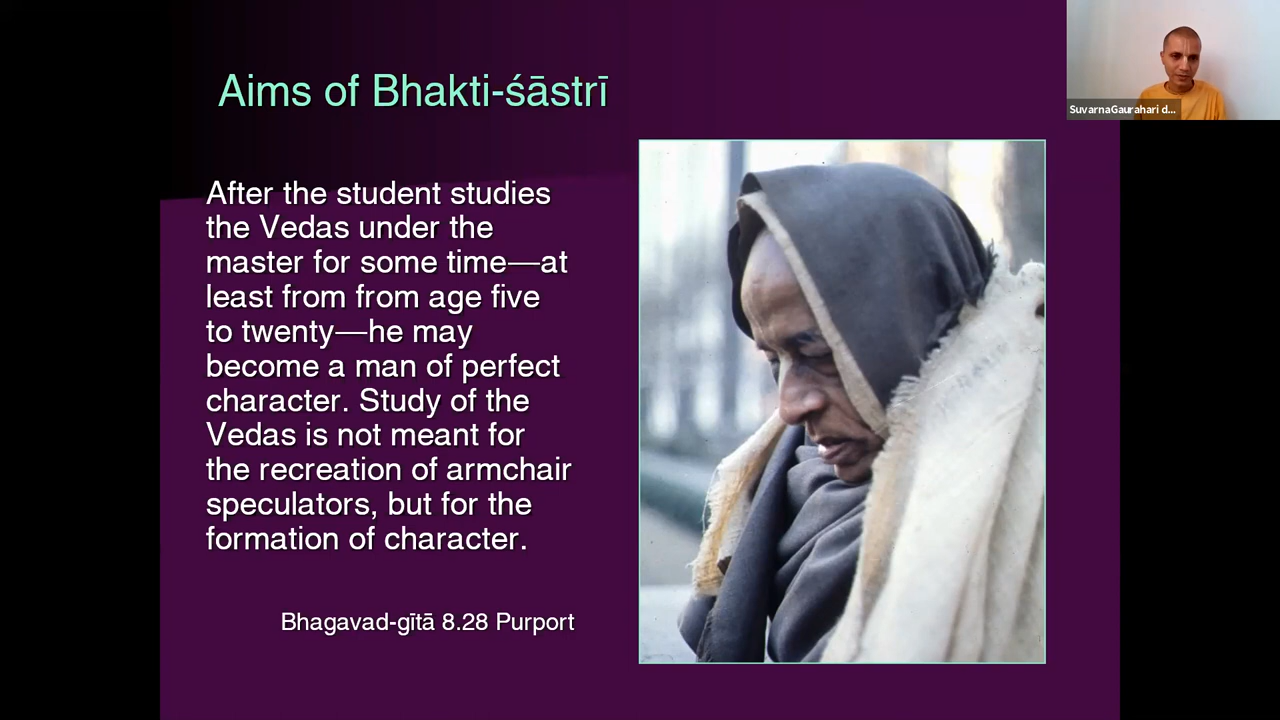 Aims of Bhakti-śāstrī
After the student studies
the Vedas under the
master for some time—at
least from from age five
to twenty—he may
become a man of perfect
character. Study of the
Vedas is not meant for
the recreation of armchair
speculators, but for the
formation of character.
Bhagavad-gītā 8.28 Purport
SuvarnaGaurahari d...